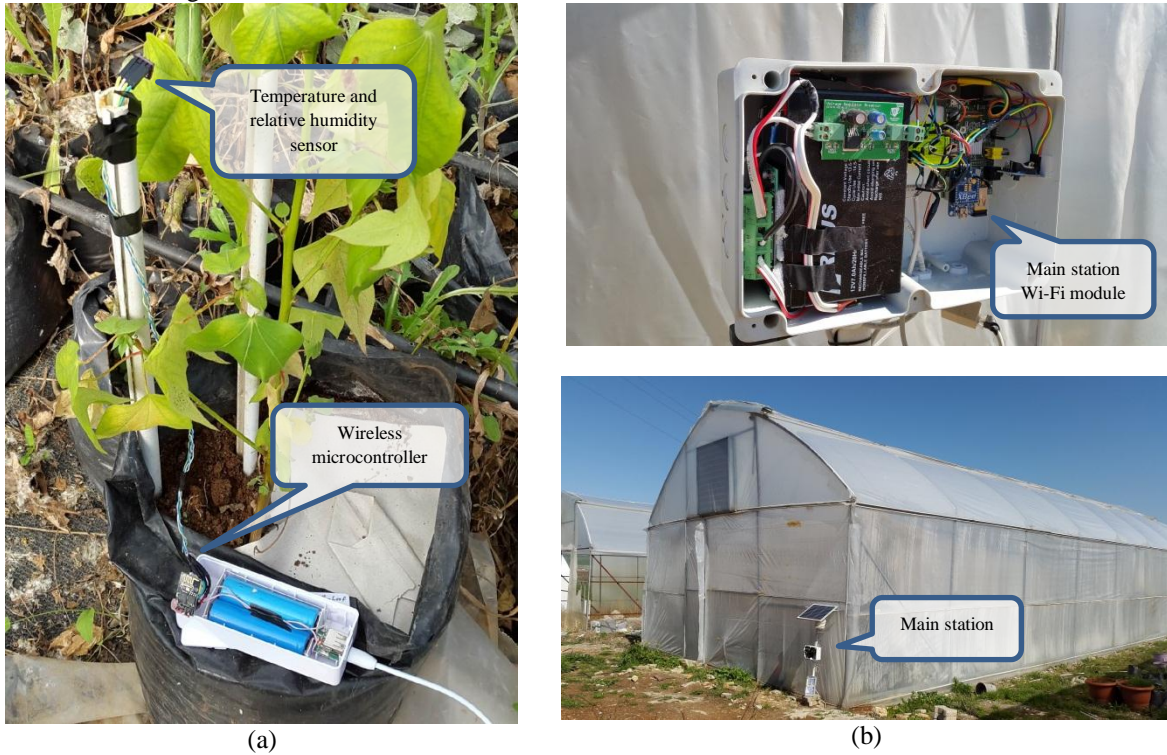 Temperature and
relative humidity
sensor
Wireless
microcontroller
(a)
Main station
Wi-Fi module
Main station
(b)